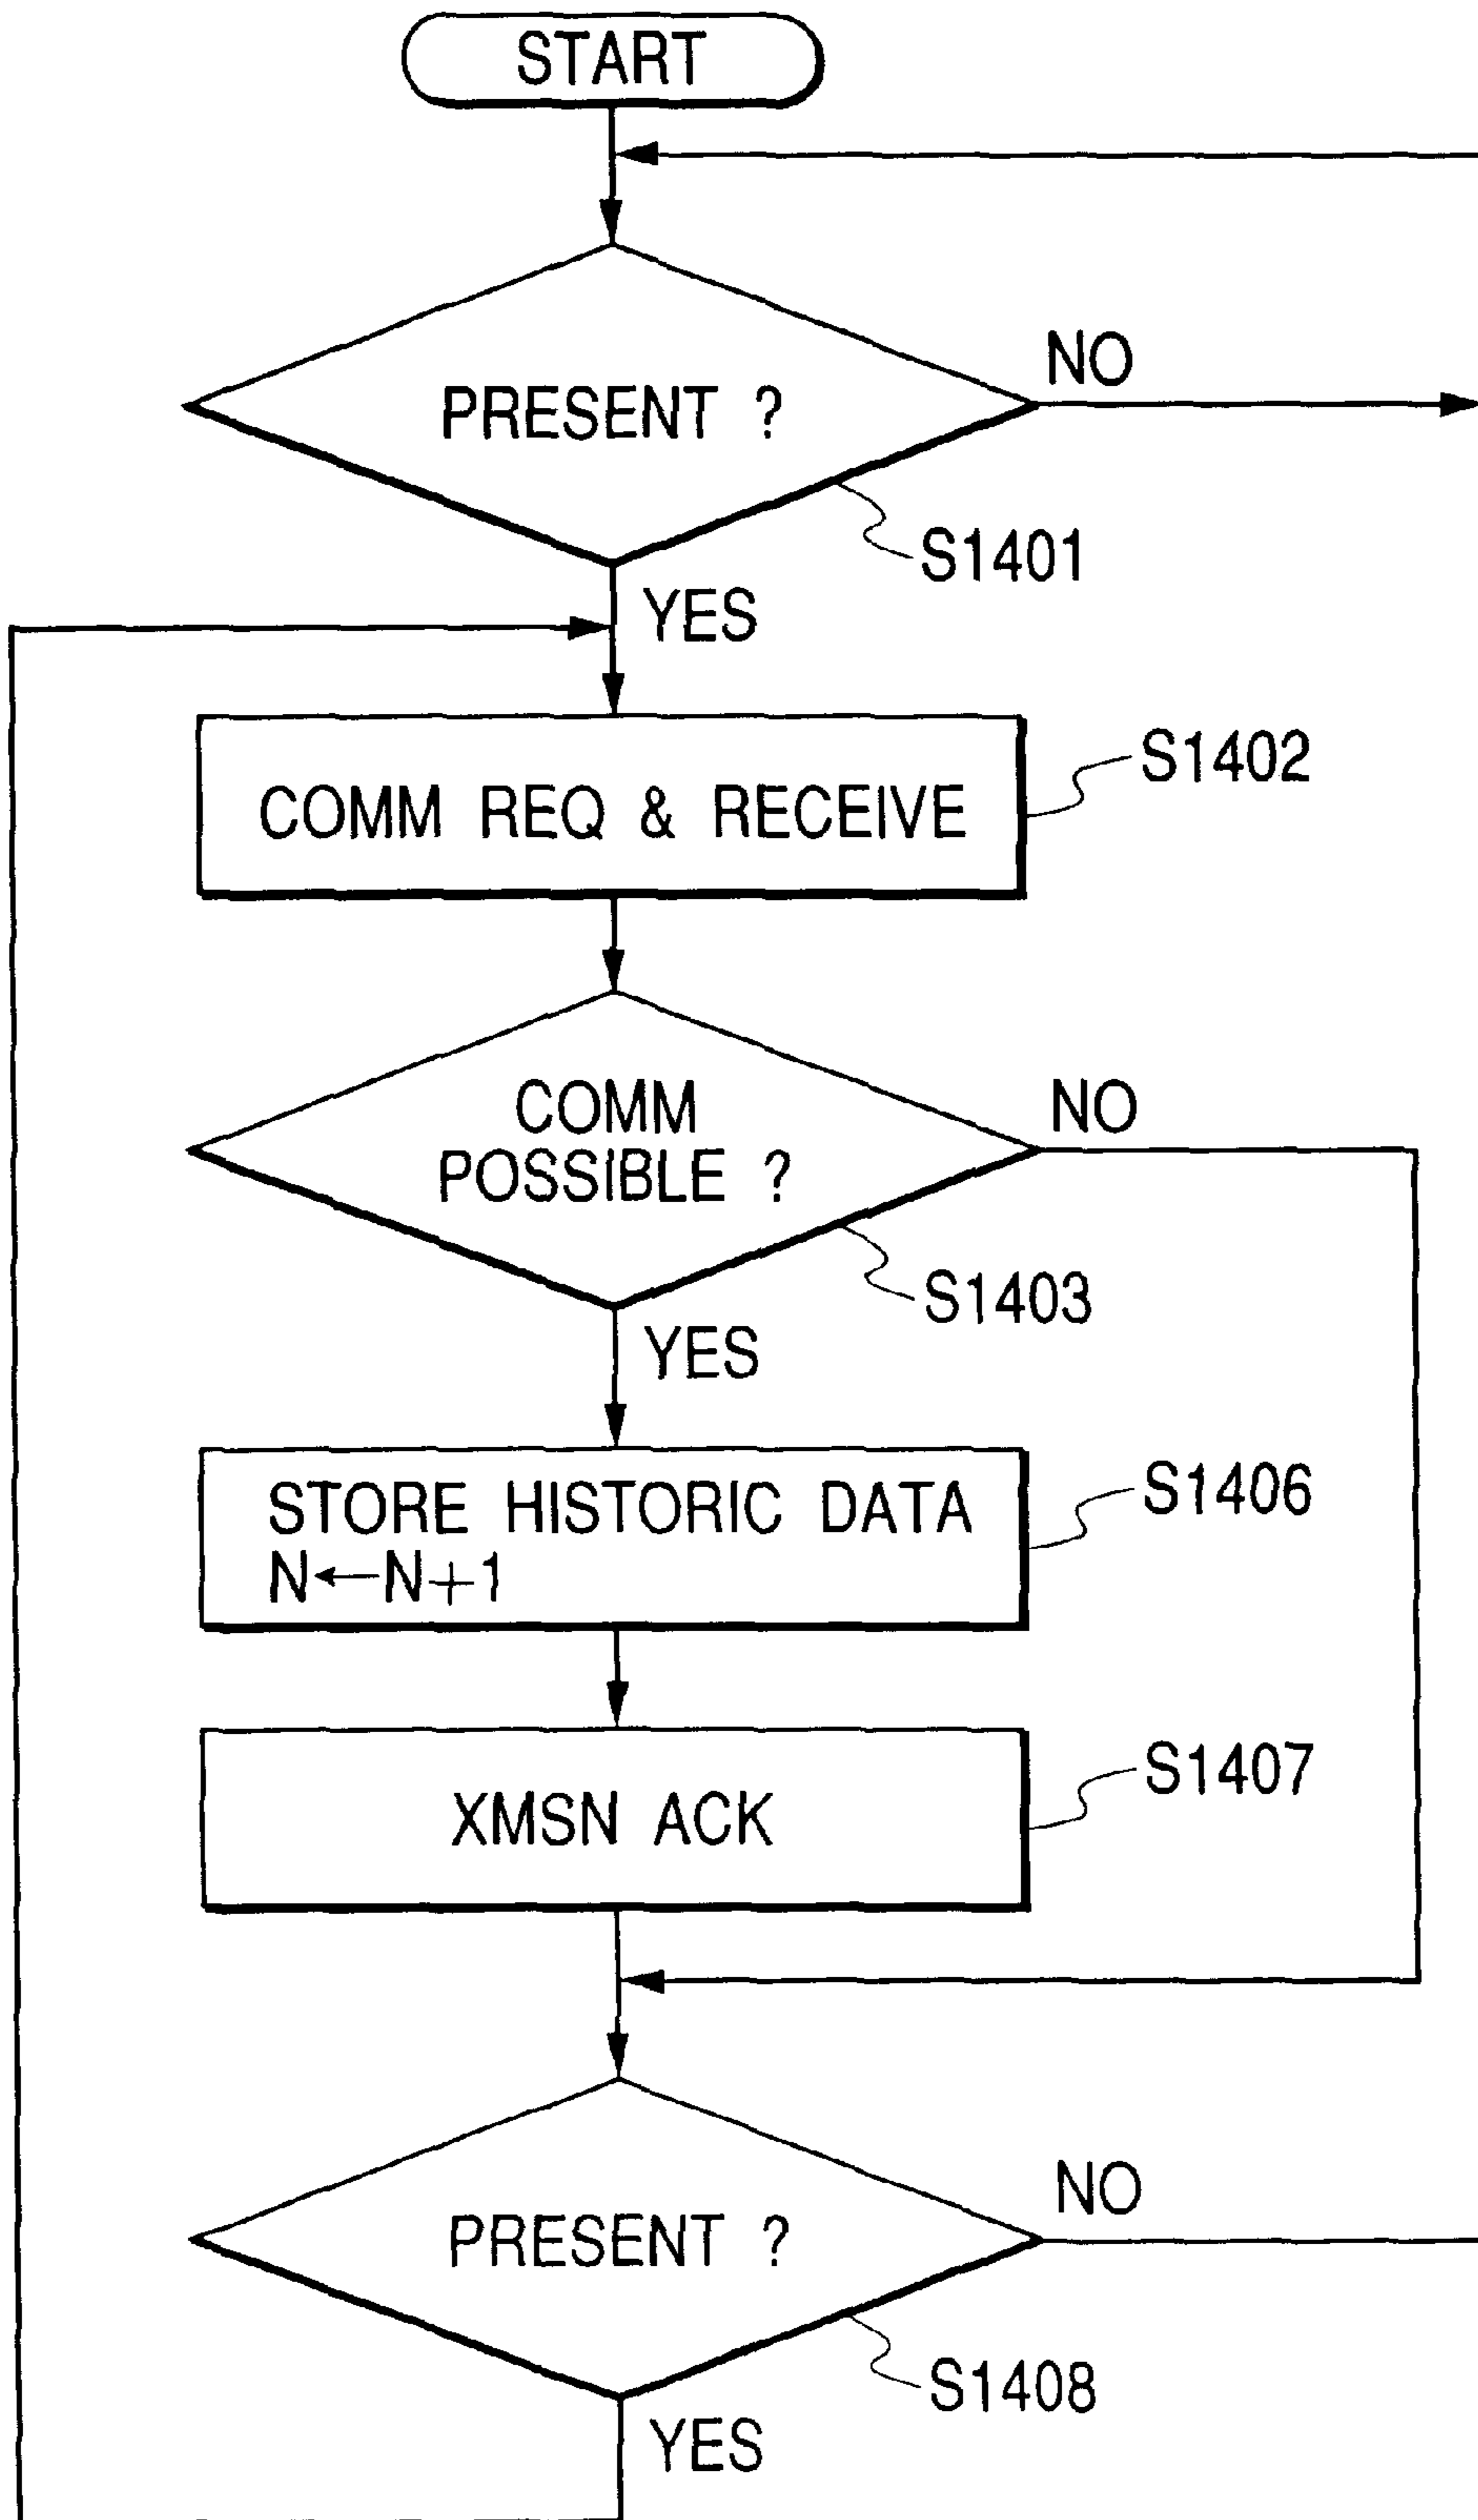 START
PRESENT ?
NO
S1401
YES
S1402
COMM REQ & RECEIVE
COMM
POSSIBLE ?
NO
S1403
YES
STORE HISTORIC DATA
N←N+1
S1406
XMSN ACK
S1407
PRESENT ?
NO
S1408
YES